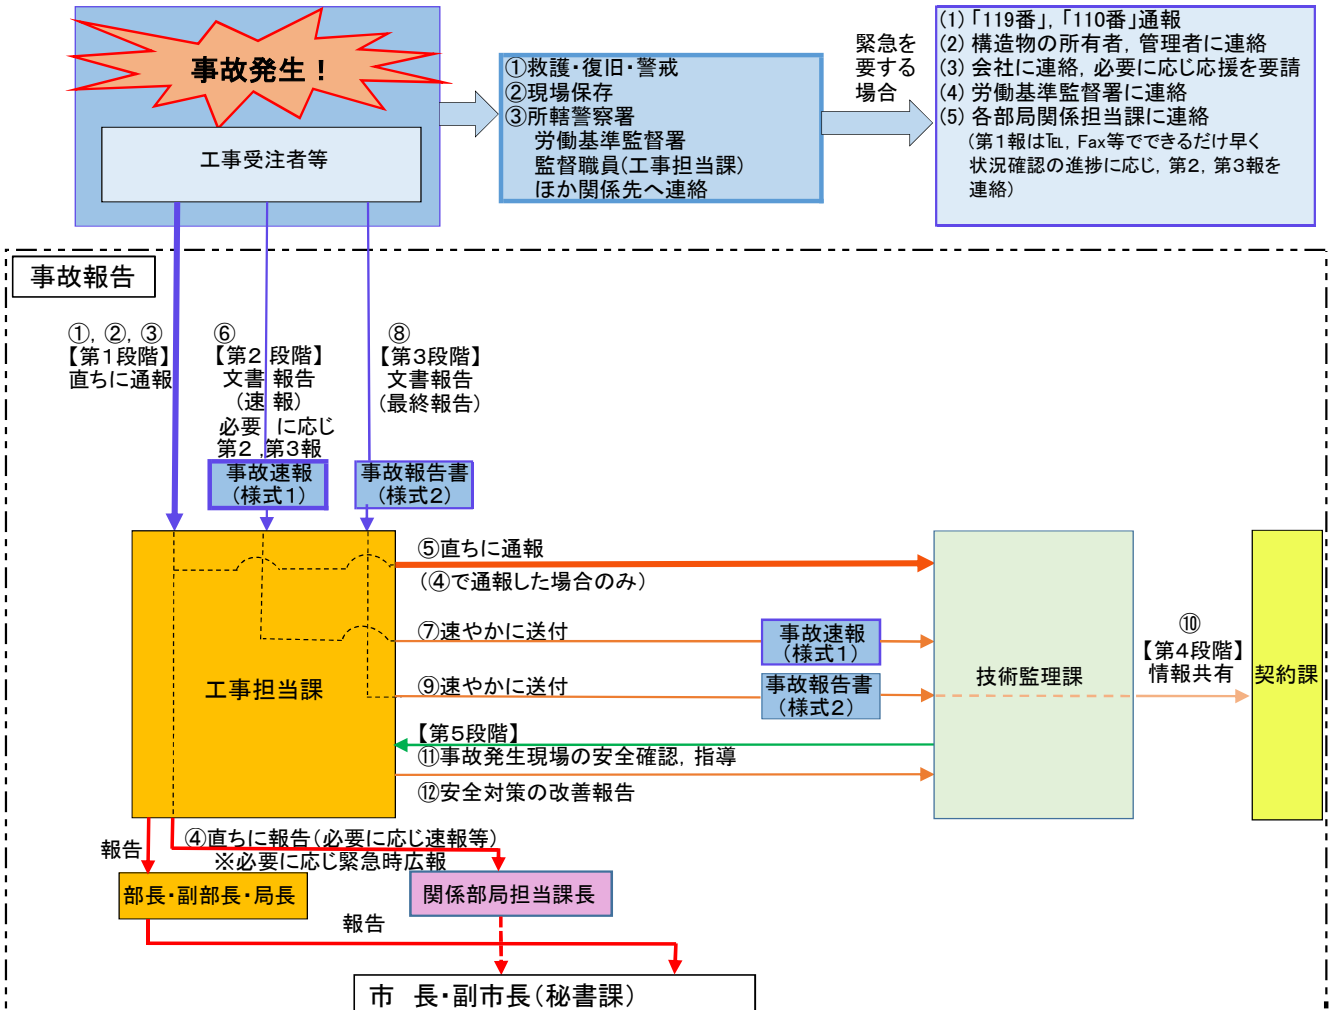 事故発生！
工事受注者等
①救護・復旧・警戒
②現場保存
③所轄警察署
労働基準監督署
監督職員(工事担当課)
ほか関係先へ連絡
緊急を
要する
場合
(1)「119番」，「110番」通報
(2) 構造物の所有者，管理者に連絡
(3) 会社に連絡，必要に応じ応援を要請
(4) 労働基準監督署に連絡
(5) 各部局関係担当課に連絡
(第１報は℡，Fax等でできるだけ早く
状況確認の進捗に応じ，第２，第３報を
連絡)
事故報告
①，②，③
【第１段階】
直ちに通報
⑥
【第２段階】
文書報告
(速報)
必要に応じ
第２，第３報
事故速報
(様式１)
⑧
【第３段階】
文書報告
(最終報告)
事故報告書
(様式２)
工事担当課
⑤直ちに通報
(④で通報した場合のみ)
⑦速やかに送付
事故速報
(様式１)
⑨速やかに送付
事故報告書
(様式２)
【第５段階】
⑪事故発生現場の安全確認，指導
⑫安全対策の改善報告
技術監理課
⑩
【第４段階】
情報共有
契約課
報告
④直ちに報告(必要に応じ速報等)
※必要に応じ緊急時広報
部長・副部長・局長
関係部局担当課長
報告
市　長・副市長(秘書課)